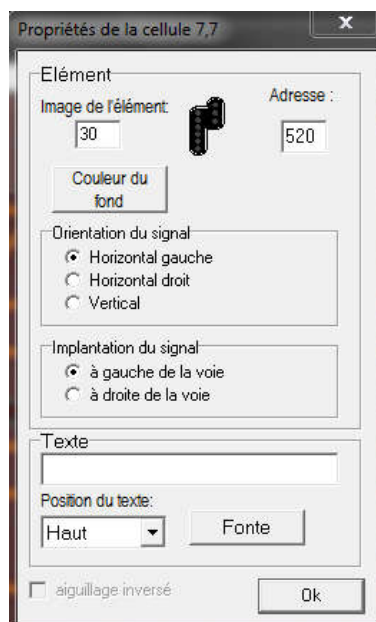 Propriétés de la cellule 7,7
x
Elément
Image de l'élément:
Adresse :
30
520
Couleur du
fond
Orientation du signal
Horizontal gauche
Horizontal droit
Vertical
Implantation du signal
à gauche de la voie
à droite de la voie
Texte
Position du texte:
Haut
Fonte
aiguillage inversé
Ok